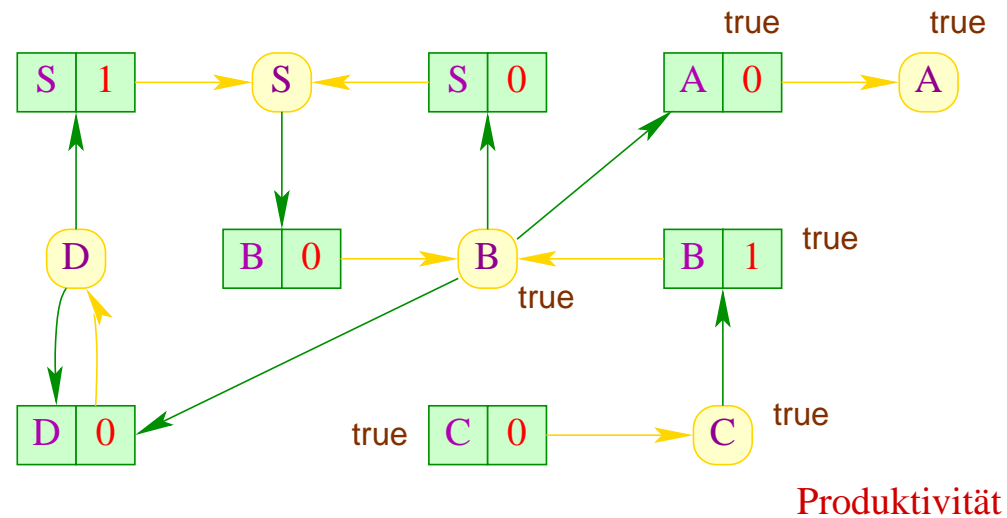 true true
S 1 S S 0 A 0 A
D B 0 B B 1 true
true
D 0 true C 0 C true
Produktivität